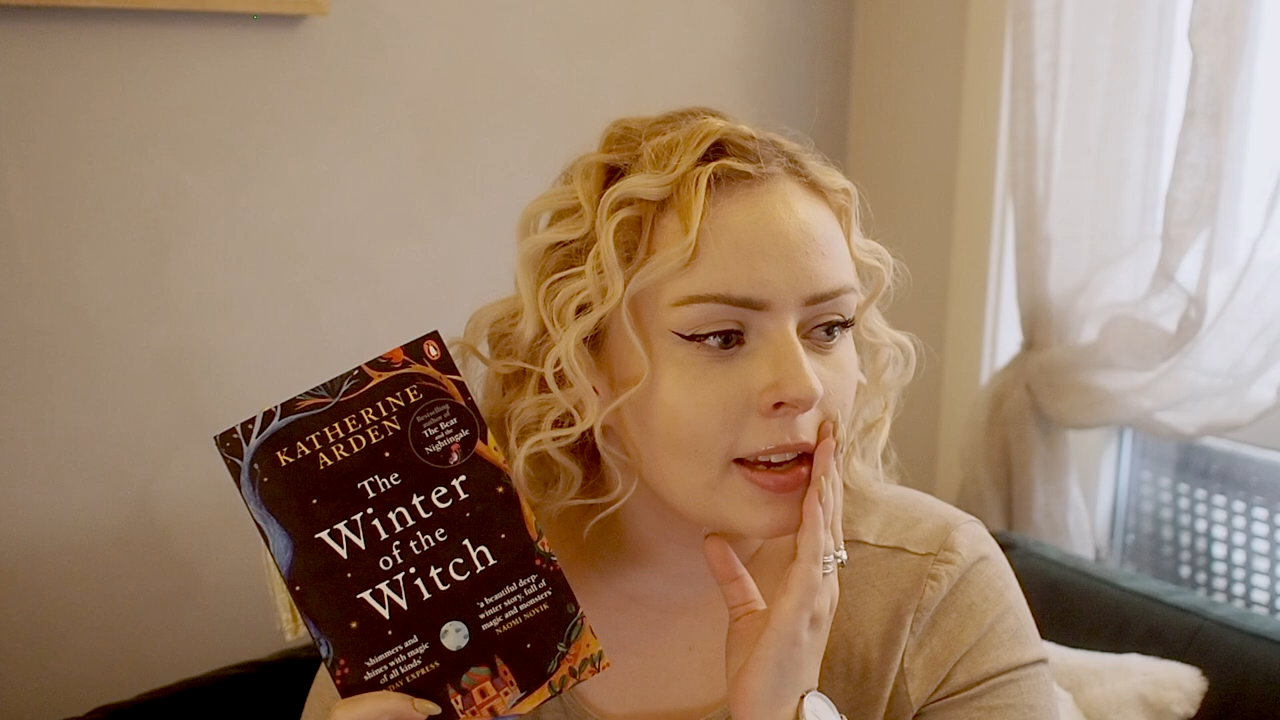 KATHERINE
ARDEN
Bestselling
author of
The Bear
and the
Nightingale
The
Winter
of the
Witch
'a beautiful deep-
winter story, full of
magic and monsters'
NAOMI NOVIK
'shimmers and
shines with magic
of all kinds'
DAY EXPRESS